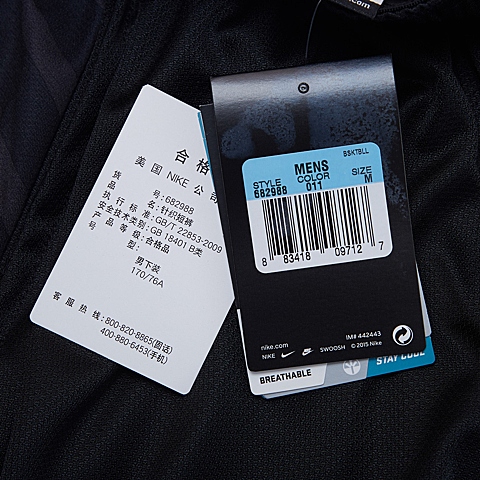 .com
合格
美国 NIKE 公司
货号:682988
品名:针织短裤
执行标准:GB/T 22853-2009
安全技术类别:GB 18401 B类
产品等级:合格品
型:
男下装
170/76A
客服热线:800-820-8865(固话)
400-880-6453(手机)
BSKTBLL
MENS
STYLE COLOR SIZE
682988 011 M
8 83418 09712 7
nike.com IM# 442443
NIKE SWOOSH © 2015 Nike
BREATHABLE STAY COOL